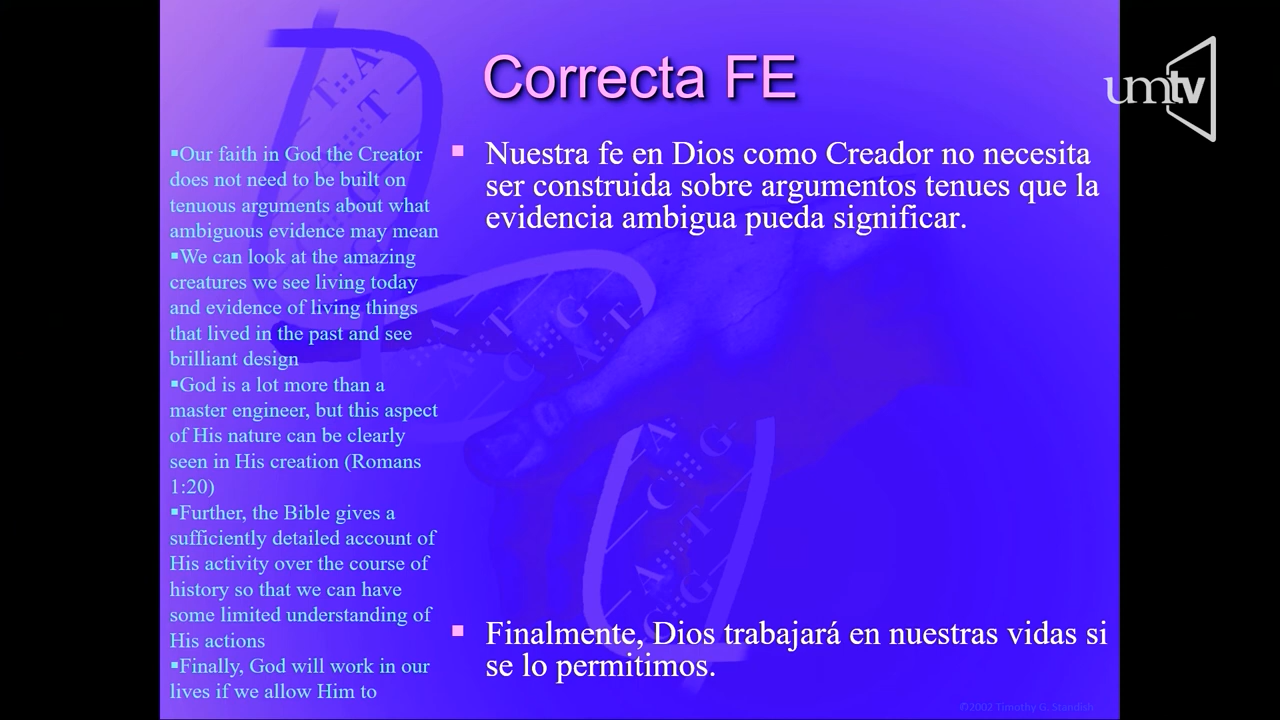 Correcta FE
umtv
▪Our faith in God the Creator
does not need to be built on
tenuous arguments about what
ambiguous evidence may mean
▪We can look at the amazing
creatures we see living today
and evidence of living things
that lived in the past and see
brilliant design
▪God is a lot more than a
master engineer, but this aspect
of His nature can be clearly
seen in His creation (Romans
1:20)
▪Further, the Bible gives a
sufficiently detailed account of
His activity over the course of
history so that we can have
some limited understanding of
His actions
▪Finally, God will work in our
lives if we allow Him to
▪ Nuestra fe en Dios como Creador no necesita
ser construida sobre argumentos tenues que la
evidencia ambigua pueda significar.
▪ Finalmente, Dios trabajará en nuestras vidas si
se lo permitimos.
©2002 Timothy G. Standish